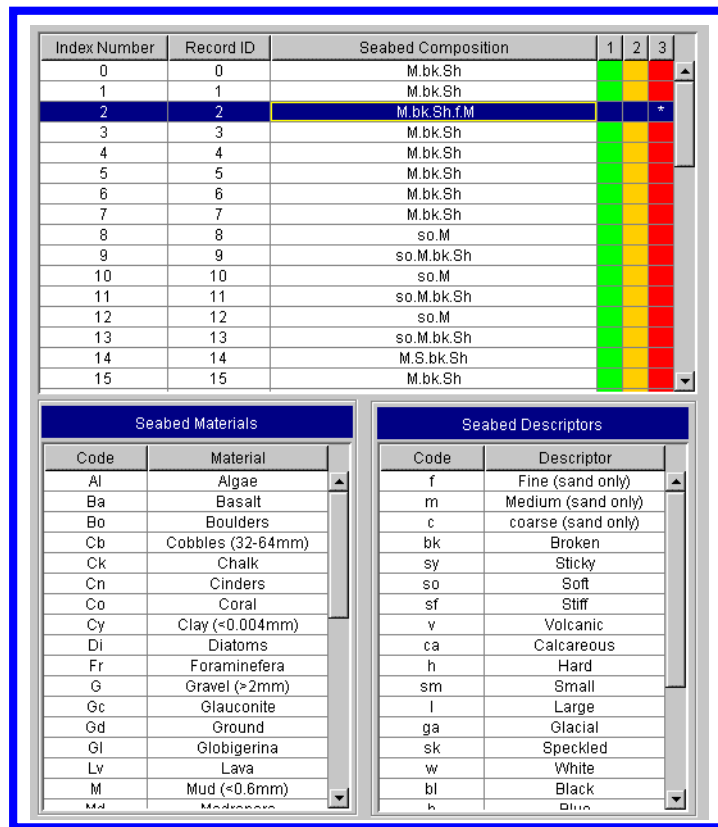 Index Number Record ID Seabed Composition 1 2 3
0 0 M.bk.Sh
1 1 M.bk.Sh
2 2 M.bk.Sh.f.M *
3 3 M.bk.Sh
4 4 M.bk.Sh
5 5 M.bk.Sh
6 6 M.bk.Sh
7 7 M.bk.Sh
8 8 so.M
9 9 so.M.bk.Sh
10 10 so.M
11 11 so.M.bk.Sh
12 12 so.M
13 13 so.M.bk.Sh
14 14 M.S.bk.Sh
15 15 M.bk.Sh
Seabed Materials
Code Material
Al Algae
Ba Basalt
Bo Boulders
Cb Cobbles (32-64mm)
Ck Chalk
Cn Cinders
Co Coral
Cy Clay (<0.004mm)
Di Diatoms
Fr Foraminefera
G Gravel (>2mm)
Gc Glauconite
Gd Ground
Gl Globigerina
Lv Lava
M Mud (<0.6mm)
Seabed Descriptors
Code Descriptor
f Fine (sand only)
m Medium (sand only)
c coarse (sand only)
bk Broken
sy Sticky
so Soft
sf Stiff
v Volcanic
ca Calcareous
h Hard
sm Small
l Large
ga Glacial
sk Speckled
w White
bl Black